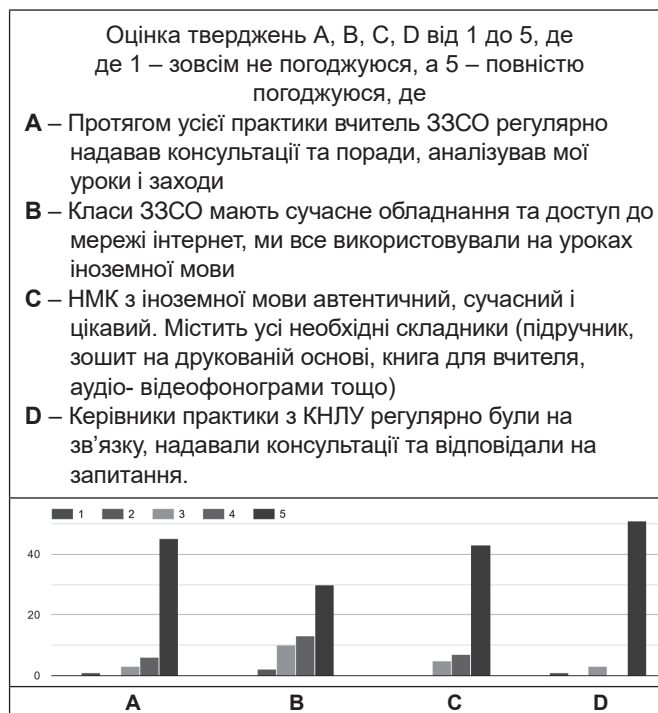 Оцінка тверджень A, B, C, D від 1 до 5, де
де 1 – зовсім не погоджуюся, а 5 – повністю
погоджуюся, де
A – Протягом усієї практики вчитель ЗЗСО регулярно
надавав консультації та поради, аналізував мої
уроки і заходи
B – Класи ЗЗСО мають сучасне обладнання та доступ до
мережі інтернет, ми все використовували на уроках
іноземної мови
C – НМК з іноземної мови автентичний, сучасний і
цікавий. Містить усі необхідні складники (підручник,
зошит на друкованій основі, книга для вчителя,
аудіо- відеофонограми тощо)
D – Керівники практики з КНЛУ регулярно були на
зв’язку, надавали консультації та відповідали на
запитання.
1 2 3 4 5
40
20
0
A B C D